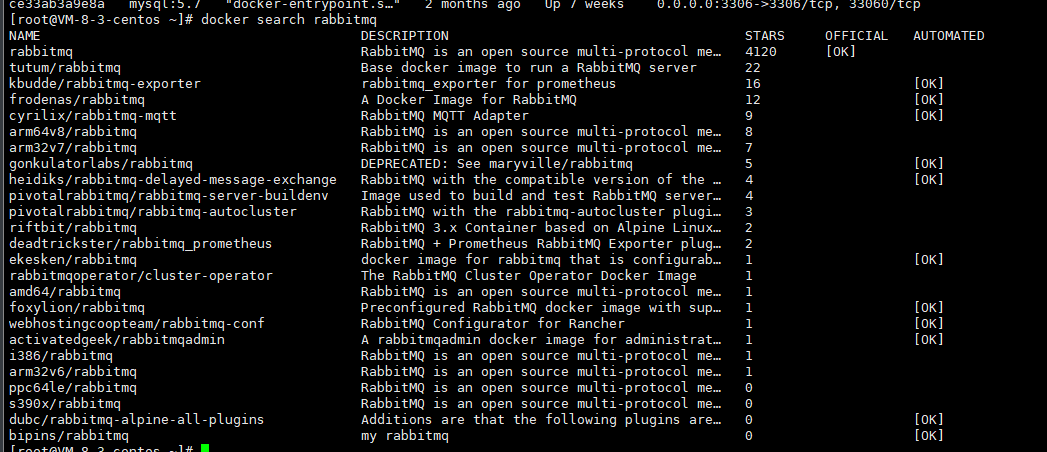 ce33ab3a9e8a   mysql:5.7   "docker-entrypoint.s…"   2 months ago   Up 7 weeks   0.0.0.0:3306->3306/tcp, 33060/tcp
[root@VM-8-3-centos ~]# docker search rabbitmq
NAME DESCRIPTION STARS OFFICIAL AUTOMATED
rabbitmq RabbitMQ is an open source multi-protocol me… 4120 [OK]
tutum/rabbitmq Base docker image to run a RabbitMQ server 22
kbudde/rabbitmq-exporter rabbitmq_exporter for prometheus 16 [OK]
frodenas/rabbitmq A Docker Image for RabbitMQ 12 [OK]
cyrilix/rabbitmq-mqtt RabbitMQ MQTT Adapter 9 [OK]
arm64v8/rabbitmq RabbitMQ is an open source multi-protocol me… 8
arm32v7/rabbitmq RabbitMQ is an open source multi-protocol me… 7
gonkulatorlabs/rabbitmq DEPRECATED: See maryville/rabbitmq 5 [OK]
heidiks/rabbitmq-delayed-message-exchange RabbitMQ with the compatible version of the … 4 [OK]
pivotalrabbitmq/rabbitmq-server-buildenv Image used to build and test RabbitMQ server… 4
pivotalrabbitmq/rabbitmq-autocluster RabbitMQ with the rabbitmq-autocluster plugi… 3
riftbit/rabbitmq RabbitMQ 3.x Container based on Alpine Linux… 2
deadtrickster/rabbitmq_prometheus RabbitMQ + Prometheus RabbitMQ Exporter plug… 2
ekesken/rabbitmq docker image for rabbitmq that is configurab… 1 [OK]
rabbitmqoperator/cluster-operator The RabbitMQ Cluster Operator Docker Image 1
amd64/rabbitmq RabbitMQ is an open source multi-protocol me… 1
foxylion/rabbitmq Preconfigured RabbitMQ docker image with sup… 1 [OK]
webhostingcoopteam/rabbitmq-conf RabbitMQ Configurator for Rancher 1 [OK]
activatedgeek/rabbitmqadmin A rabbitmqadmin docker image for administrat… 1 [OK]
i386/rabbitmq RabbitMQ is an open source multi-protocol me… 1
arm32v6/rabbitmq RabbitMQ is an open source multi-protocol me… 1
ppc64le/rabbitmq RabbitMQ is an open source multi-protocol me… 0
s390x/rabbitmq RabbitMQ is an open source multi-protocol me… 0
dubc/rabbitmq-alpine-all-plugins Additions are that the following plugins are… 0 [OK]
bipins/rabbitmq my rabbitmq 0 [OK]
[root@VM-8-3-centos ~]#